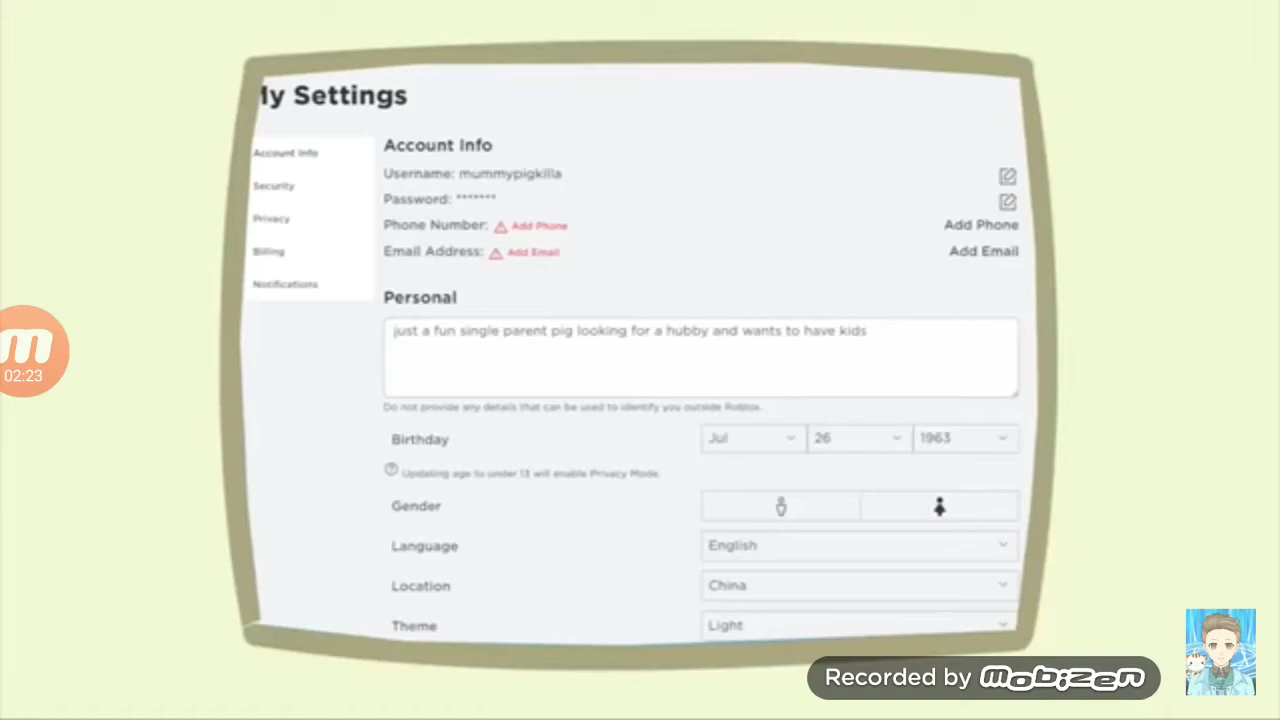 My Settings
Account Info
Security
Privacy
Billing
Notifications
Account Info
Username: mummypigkilla
Password: *******
Phone Number: Add Phone
Add Phone
Email Address: Add Email
Add Email
Personal
just a fun single parent pig looking for a hubby and wants to have kids
Do not provide any details that can be used to identify you outside Roblox.
Birthday
Jul 26 1963
Updating age to under 13 will enable Privacy Mode.
Gender
Language
English
Location
China
Theme
Light
02:23
Recorded by mobizen